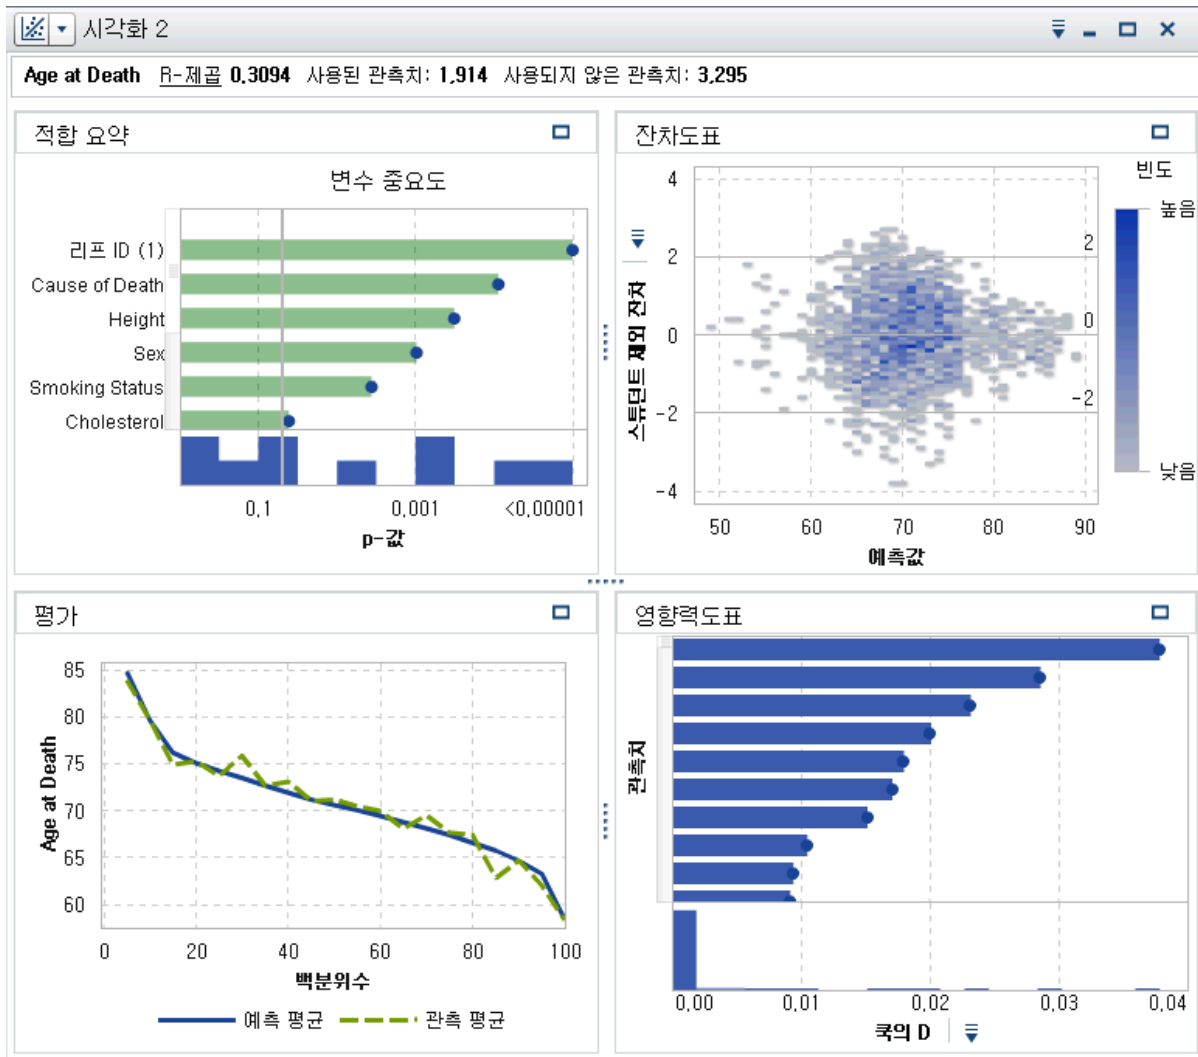 시각화 2
Age at Death R-제곱 0,3094 사용된 관측치: 1,914 사용되지 않은 관측치: 3,295
적합 요약
변수 중요도
리프 ID (1)
Cause of Death
Height
Sex
Smoking Status
Cholesterol
0,1 0,001 <0,00001
p-값
잔차도표
빈도
높음
낮음
4
2
0
-2
-4
2
0
-2
스튜던트 제외 잔차
50 60 70 80 90
예측값
평가
85
80
75
70
65
60
Age at Death
0 20 40 60 80 100
백분위수
예측 평균 관측 평균
영향력도표
관측치
0,00 0,01 0,02 0,03 0,04
쿡의 D